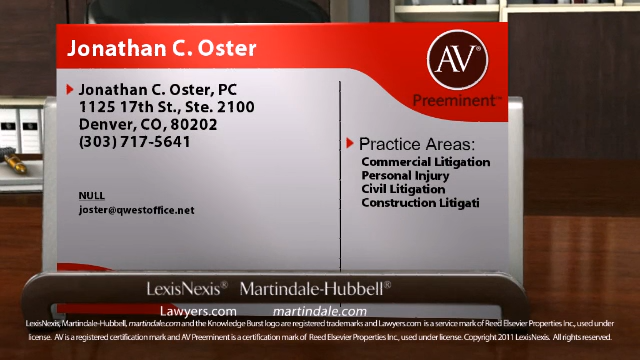 Jonathan C. Oster
AV®
Preeminent™
Jonathan C. Oster, PC
1125 17th St., Ste. 2100
Denver, CO, 80202
(303) 717-5641
NULL
joster@qwestoffice.net
Practice Areas:
Commercial Litigation
Personal Injury
Civil Litigation
Construction Litigati
LexisNexis® Martindale-Hubbell®
Lawyers.com martindale.com
LexisNexis, Martindale-Hubbell, martindale.com and the Knowledge Burst logo are registered trademarks and Lawyers.com is a service mark of Reed Elsevier Properties Inc., used under
license. AV is a registered certification mark and AV Preeminent is a certification mark of Reed Elsevier Properties Inc., used under license. Copyright 2011 LexisNexis. All rights reserved.